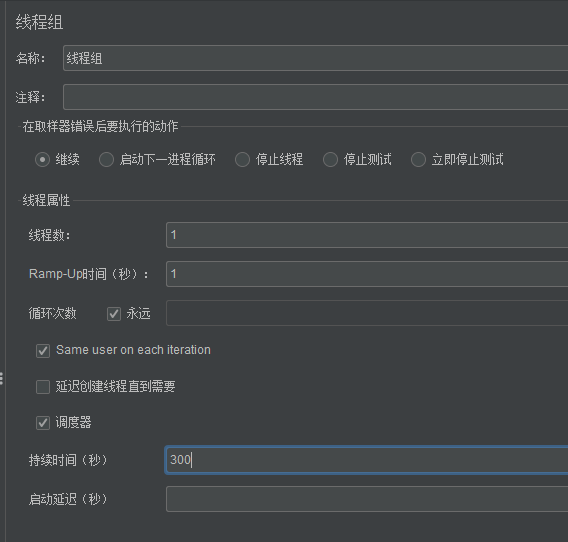 线程组
名称： 线程组
注释：
在取样器错误后要执行的动作
继续 启动下一进程循环 停止线程 停止测试 立即停止测试
线程属性
线程数： 1
Ramp-Up时间（秒）： 1
循环次数 永远
Same user on each iteration
延迟创建线程直到需要
调度器
持续时间（秒） 300
启动延迟（秒）